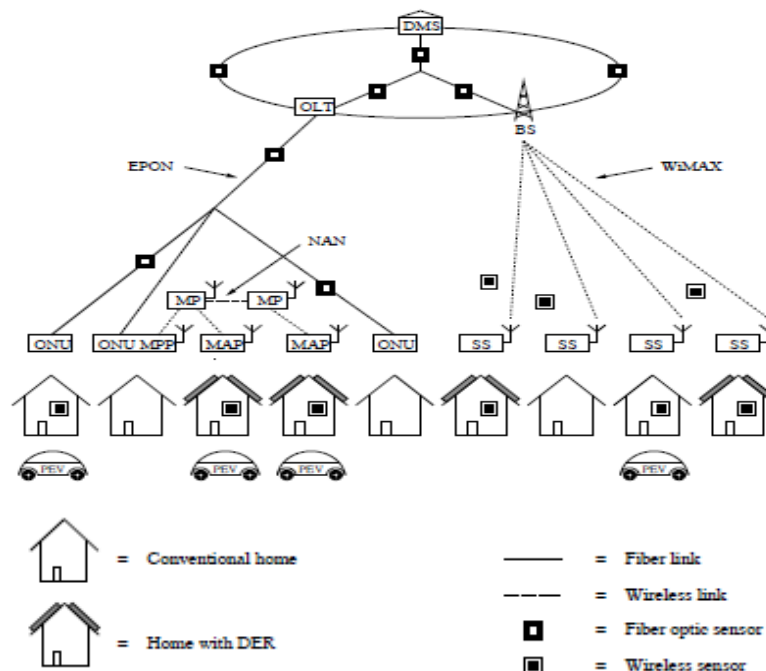 DMS
OLT
BS
EPON
WiMAX
NAN
MP MP
ONU ONU MPP MAP MAP ONU SS SS SS SS
PEV PEV PEV PEV
= Conventional home
= Fiber link
= Wireless link
= Fiber optic sensor
= Home with DER
= Wireless sensor